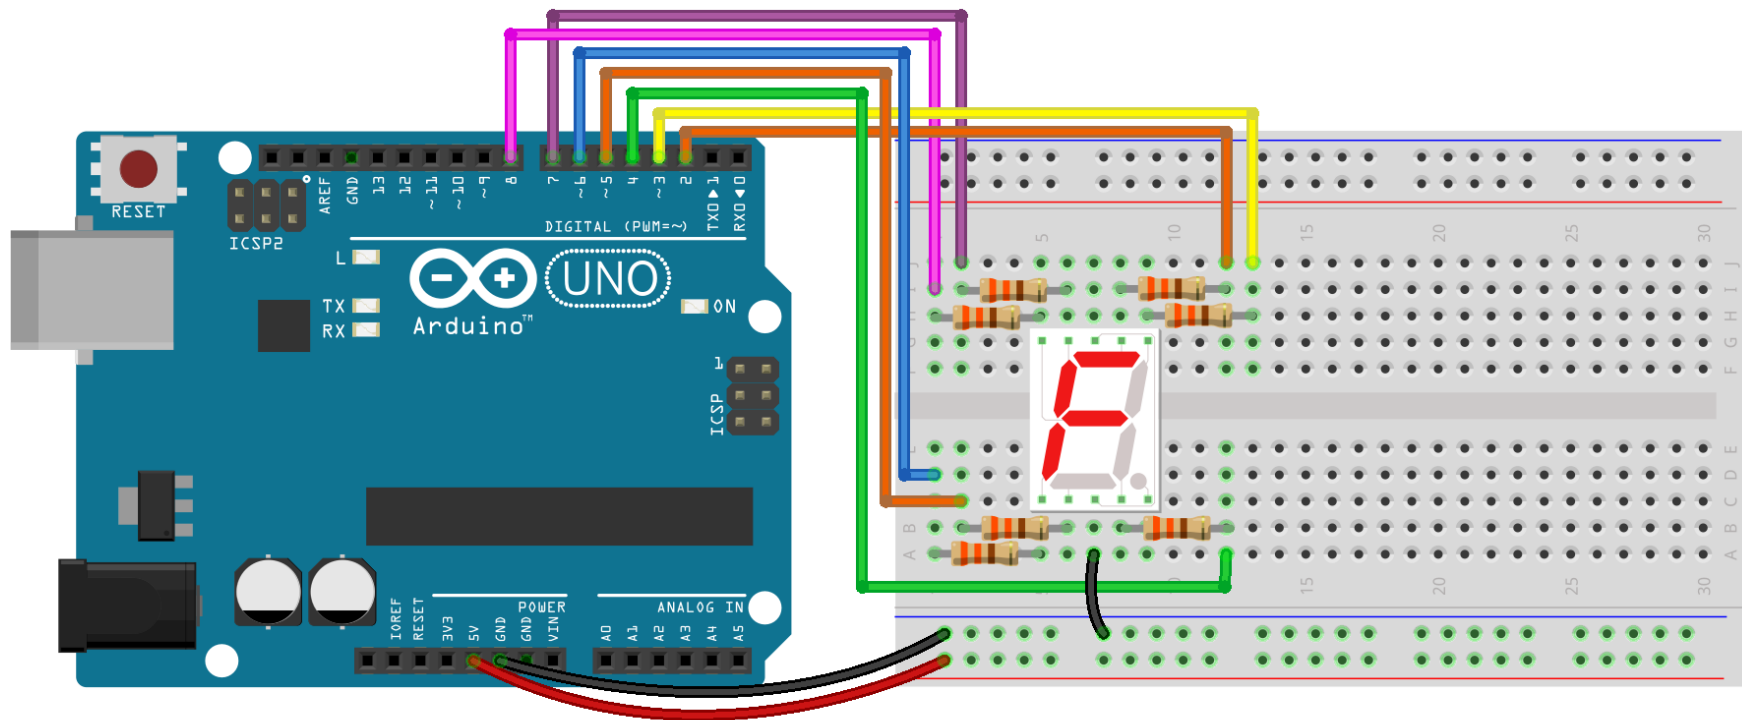 RESET
ICSP2
AREF
GND
13
12
~11
~10
~9
8
7
~6
~5
4
~3
2
TX0▶1
RX0◀0
DIGITAL (PWM=~)
L
TX
RX
UNO
Arduino™
ON
1
ICSP
IOREF
RESET
3V3
5V
GND
GND
VIN
POWER
ANALOG IN
A0
A1
A2
A3
A4
A5
5
10
15
20
25
30
J
I
H
G
F
J
I
H
G
F
E
D
C
B
A
B
A
15
20
25
30